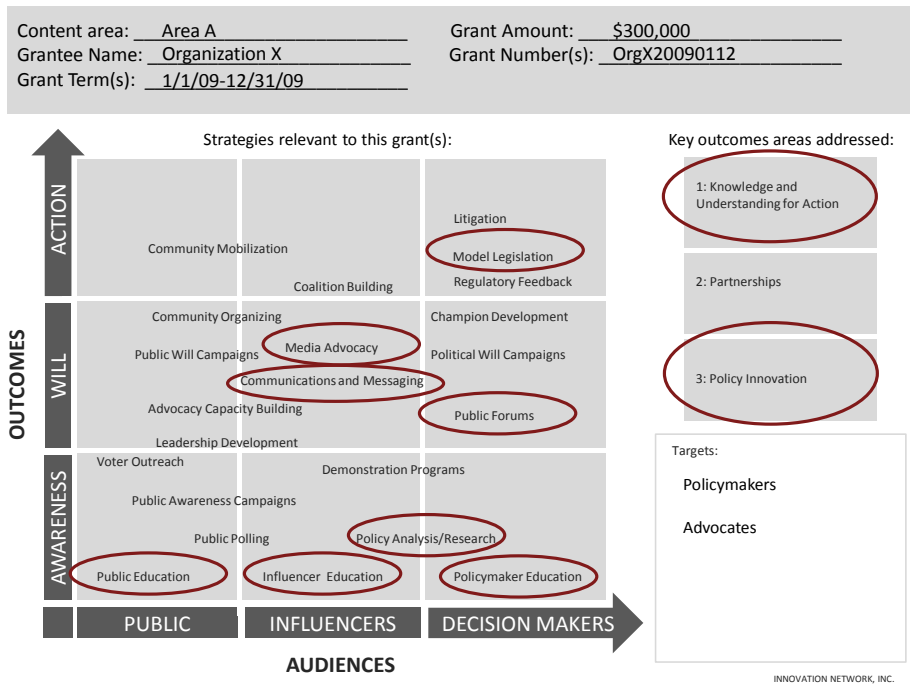 Content area: Area A
Grantee Name: Organization X
Grant Term(s): 1/1/09-12/31/09
Grant Amount: $300,000
Grant Number(s): OrgX20090112
Strategies relevant to this grant(s):
Key outcomes areas addressed:
OUTCOMES
ACTION
Litigation
Community Mobilization
Model Legislation
Coalition Building
Regulatory Feedback
WILL
Community Organizing
Champion Development
Media Advocacy
Public Will Campaigns
Political Will Campaigns
Communications and Messaging
Advocacy Capacity Building
Public Forums
Leadership Development
AWARENESS
Voter Outreach
Demonstration Programs
Public Awareness Campaigns
Public Polling
Policy Analysis/Research
Public Education
Influencer Education
Policymaker Education
PUBLIC
INFLUENCERS
DECISION MAKERS
AUDIENCES
1: Knowledge and
Understanding for Action
2: Partnerships
3: Policy Innovation
Targets:
Policymakers
Advocates
INNOVATION NETWORK, INC.